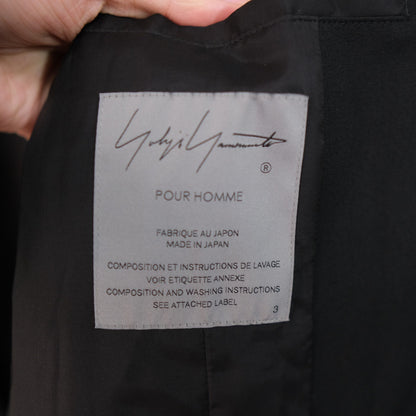 Yohji Yamamoto
®
POUR HOMME
FABRIQUE AU JAPON
MADE IN JAPAN
COMPOSITION ET INSTRUCTIONS DE LAVAGE
VOIR ETIQUETTE ANNEXE
COMPOSITION AND WASHING INSTRUCTIONS
SEE ATTACHED LABEL
3